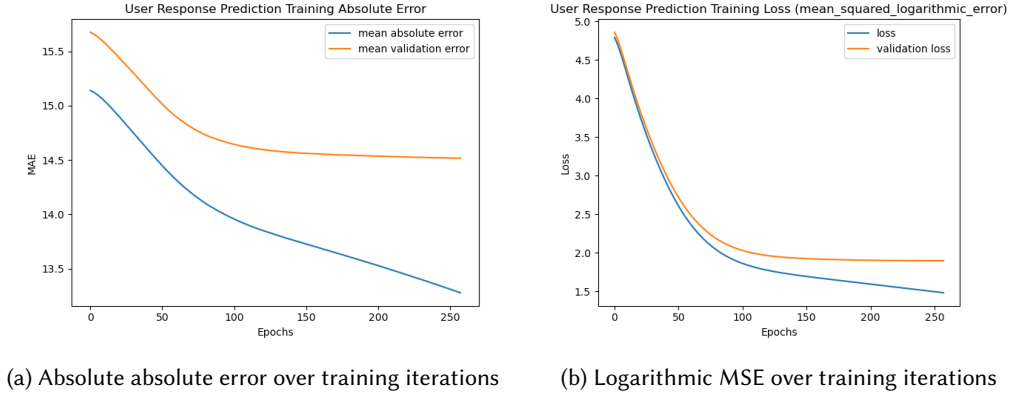 User Response Prediction Training Absolute Error
mean absolute error
mean validation error
15.5
15.0
14.5
14.0
13.5
MAE
0 50 100 150 200 250
Epochs
(a) Absolute absolute error over training iterations
User Response Prediction Training Loss (mean_squared_logarithmic_error)
loss
validation loss
5.0
4.5
4.0
3.5
3.0
2.5
2.0
1.5
Loss
0 50 100 150 200 250
Epochs
(b) Logarithmic MSE over training iterations